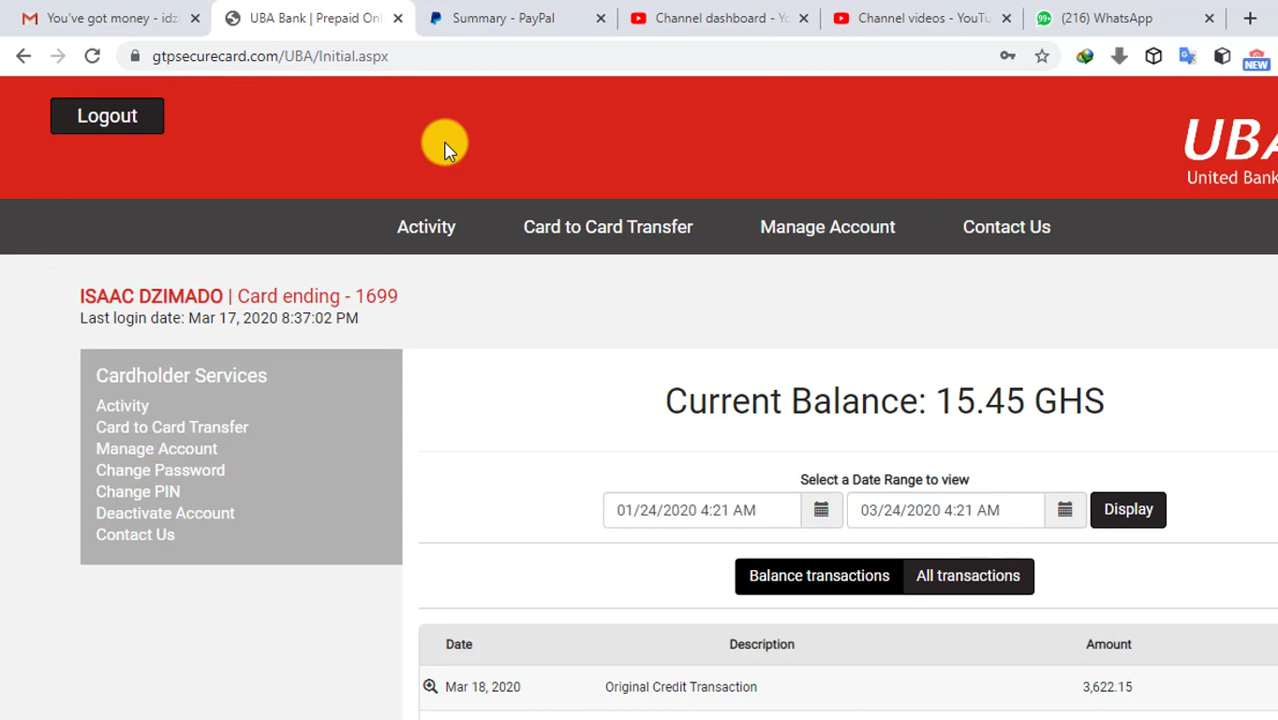 You've got money - idz
UBA Bank | Prepaid Onl
Summary - PayPal
Channel dashboard - Yo
Channel videos - YouTu
99+
(216) WhatsApp
gtpsecurecard.com/UBA/Initial.aspx
NEW
Logout
UBA
United Bank
Activity
Card to Card Transfer
Manage Account
Contact Us
ISAAC DZIMADO | Card ending - 1699
Last login date: Mar 17, 2020 8:37:02 PM
Cardholder Services
Activity
Card to Card Transfer
Manage Account
Change Password
Change PIN
Deactivate Account
Contact Us
Current Balance: 15.45 GHS
Select a Date Range to view
01/24/2020 4:21 AM
03/24/2020 4:21 AM
Display
Balance transactions
All transactions
Date Description Amount
Mar 18, 2020 Original Credit Transaction 3,622.15